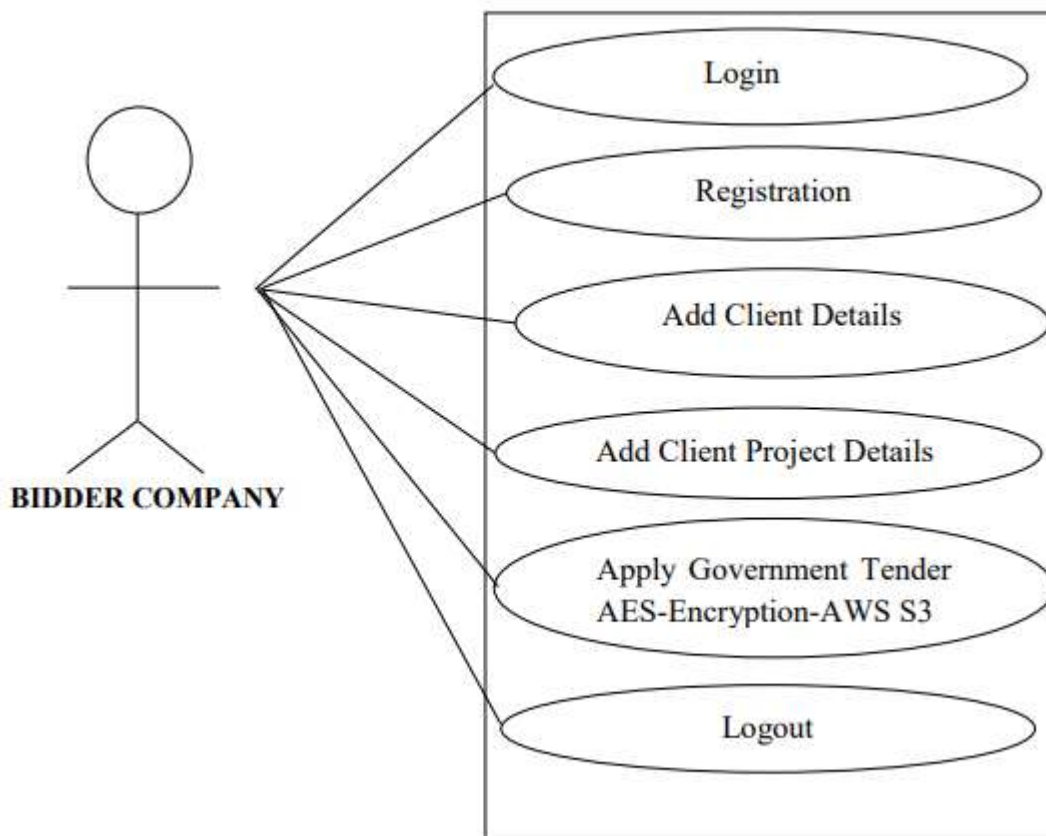 Login
Registration
Add Client Details
Add Client Project Details
BIDDER COMPANY
Apply Government Tender
AES-Encryption-AWS S3
Logout